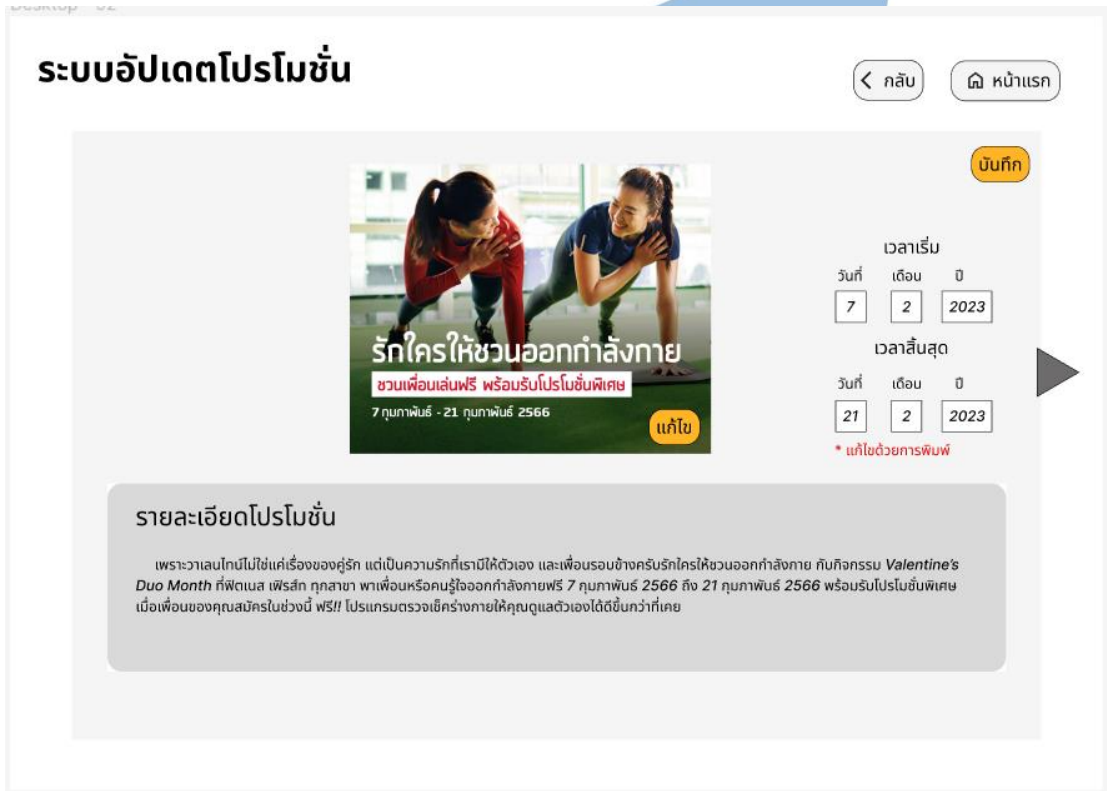 ระบบอัปเดตโปรโมชั่น
กลับ
หน้าแรก
บันทึก
รักใครให้ชวนออกกำลังกาย
ชวนเพื่อนเล่นฟรี พร้อมรับโปรโมชั่นพิเศษ
7 กุมภาพันธ์ - 21 กุมภาพันธ์ 2566
แก้ไข
เวลาเริ่ม
วันที่ เดือน ปี
7 2 2023
เวลาสิ้นสุด
วันที่ เดือน ปี
21 2 2023
* แก้ไขด้วยการพิมพ์
รายละเอียดโปรโมชั่น
เพราะวาเลนไทน์ไม่ใช่แค่เรื่องของคู่รัก แต่เป็นความรักที่เรามีให้ตัวเอง และเพื่อนรอบข้างครับรักใครให้ชวนออกกำลังกาย กับกิจกรรม Valentine's
Duo Month ที่ฟิตเนส เฟิรส์ท ทุกสาขา พาเพื่อนหรือคนรู้ใจออกกำลังกายฟรี 7 กุมภาพันธ์ 2566 ถึง 21 กุมภาพันธ์ 2566 พร้อมรับโปรโมชั่นพิเศษ
เมื่อเพื่อนของคุณสมัครในช่วงนี้ ฟรี!! โปรแกรมตรวจเช็คร่างกายให้คุณดูแลตัวเองได้ดีขึ้นกว่าที่เคย